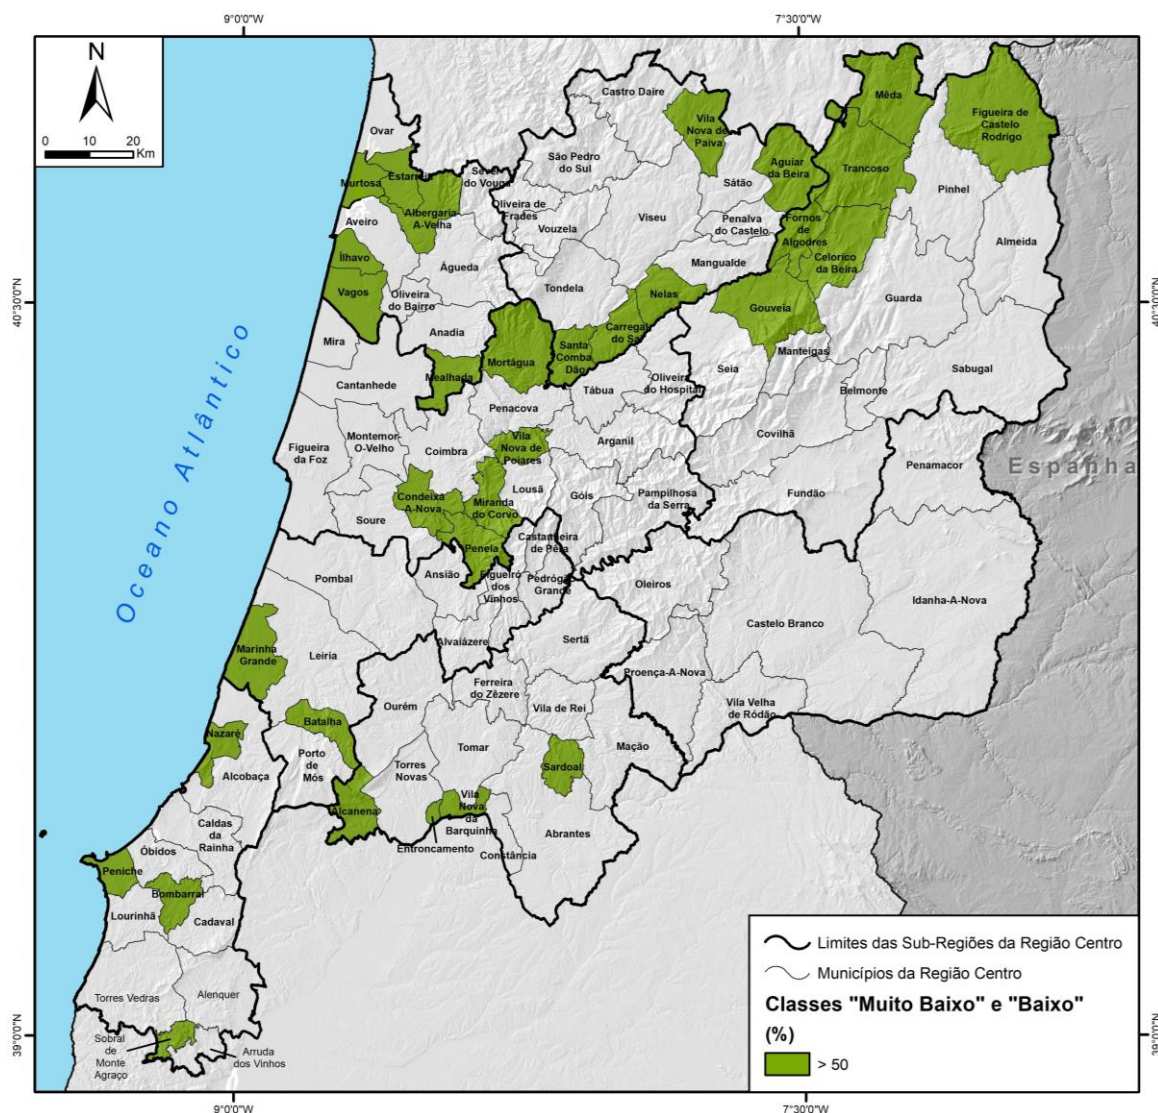 9°0'0"W
7°30'0"W
N
0 10 20
Km
40°30'0"N
40°30'0"N
39°0'0"N
39°0'0"N
Oceano Atlântico
Espanha
Castro Daire
Mêda
Figueira de
Castelo
Rodrigo
Ovar
Vila
Nova de
Paiva
São Pedro
do Sul
Aguiar
da Beira
Trancoso
Murtosa
Estarreja
Sever
do Vouga
Sátão
Pinhel
Albergaria
A-Velha
Oliveira de
Frades
Viseu
Aveiro
Vouzela
Penalva
do Castelo
Fornos
de
Algodres
Almeida
Ílhavo
Águeda
Mangualde
Celorico
da Beira
Vagos
Oliveira
do Bairro
Tondela
Nelas
Gouveia
Guarda
Anadia
Carregal
do Sal
Mira
Santa
Comba
Dão
Manteigas
Mortágua
Seia
Sabugal
Mealhada
Cantanhede
Tábua
Oliveira
do Hospital
Belmonte
Penacova
Covilhã
Figueira
da Foz
Montemor-
O-Velho
Coimbra
Vila
Nova de
Poiares
Arganil
Penamacor
Condeixa
A-Nova
Lousã
Góis
Pampilhosa
da Serra
Fundão
Miranda
do Corvo
Soure
Castanheira
de Pêra
Penela
Ansião
Figueiró
dos
Vinhos
Pedrógão
Grande
Pombal
Oleiros
Idanha-A-Nova
Castelo Branco
Alvaiázere
Sertã
Marinha
Grande
Leiria
Proença-A-Nova
Ferreira
do Zêzere
Ourém
Vila de Rei
Vila Velha
de Ródão
Batalha
Nazaré
Tomar
Mação
Porto
de
Mós
Torres
Novas
Sardoal
Alcobaça
Alcanena
Vila
Nova
da
Barquinha
Caldas
da
Rainha
Abrantes
Entroncamento
Constância
Óbidos
Peniche
Bombarral
Lourinhã
Cadaval
Torres Vedras
Alenquer
Sobral
de
Monte
Agraço
Arruda
dos Vinhos
Limites das Sub-Regiões da Região Centro
Municípios da Região Centro
Classes "Muito Baixo" e "Baixo"
(%)
> 50
9°0'0"W
7°30'0"W